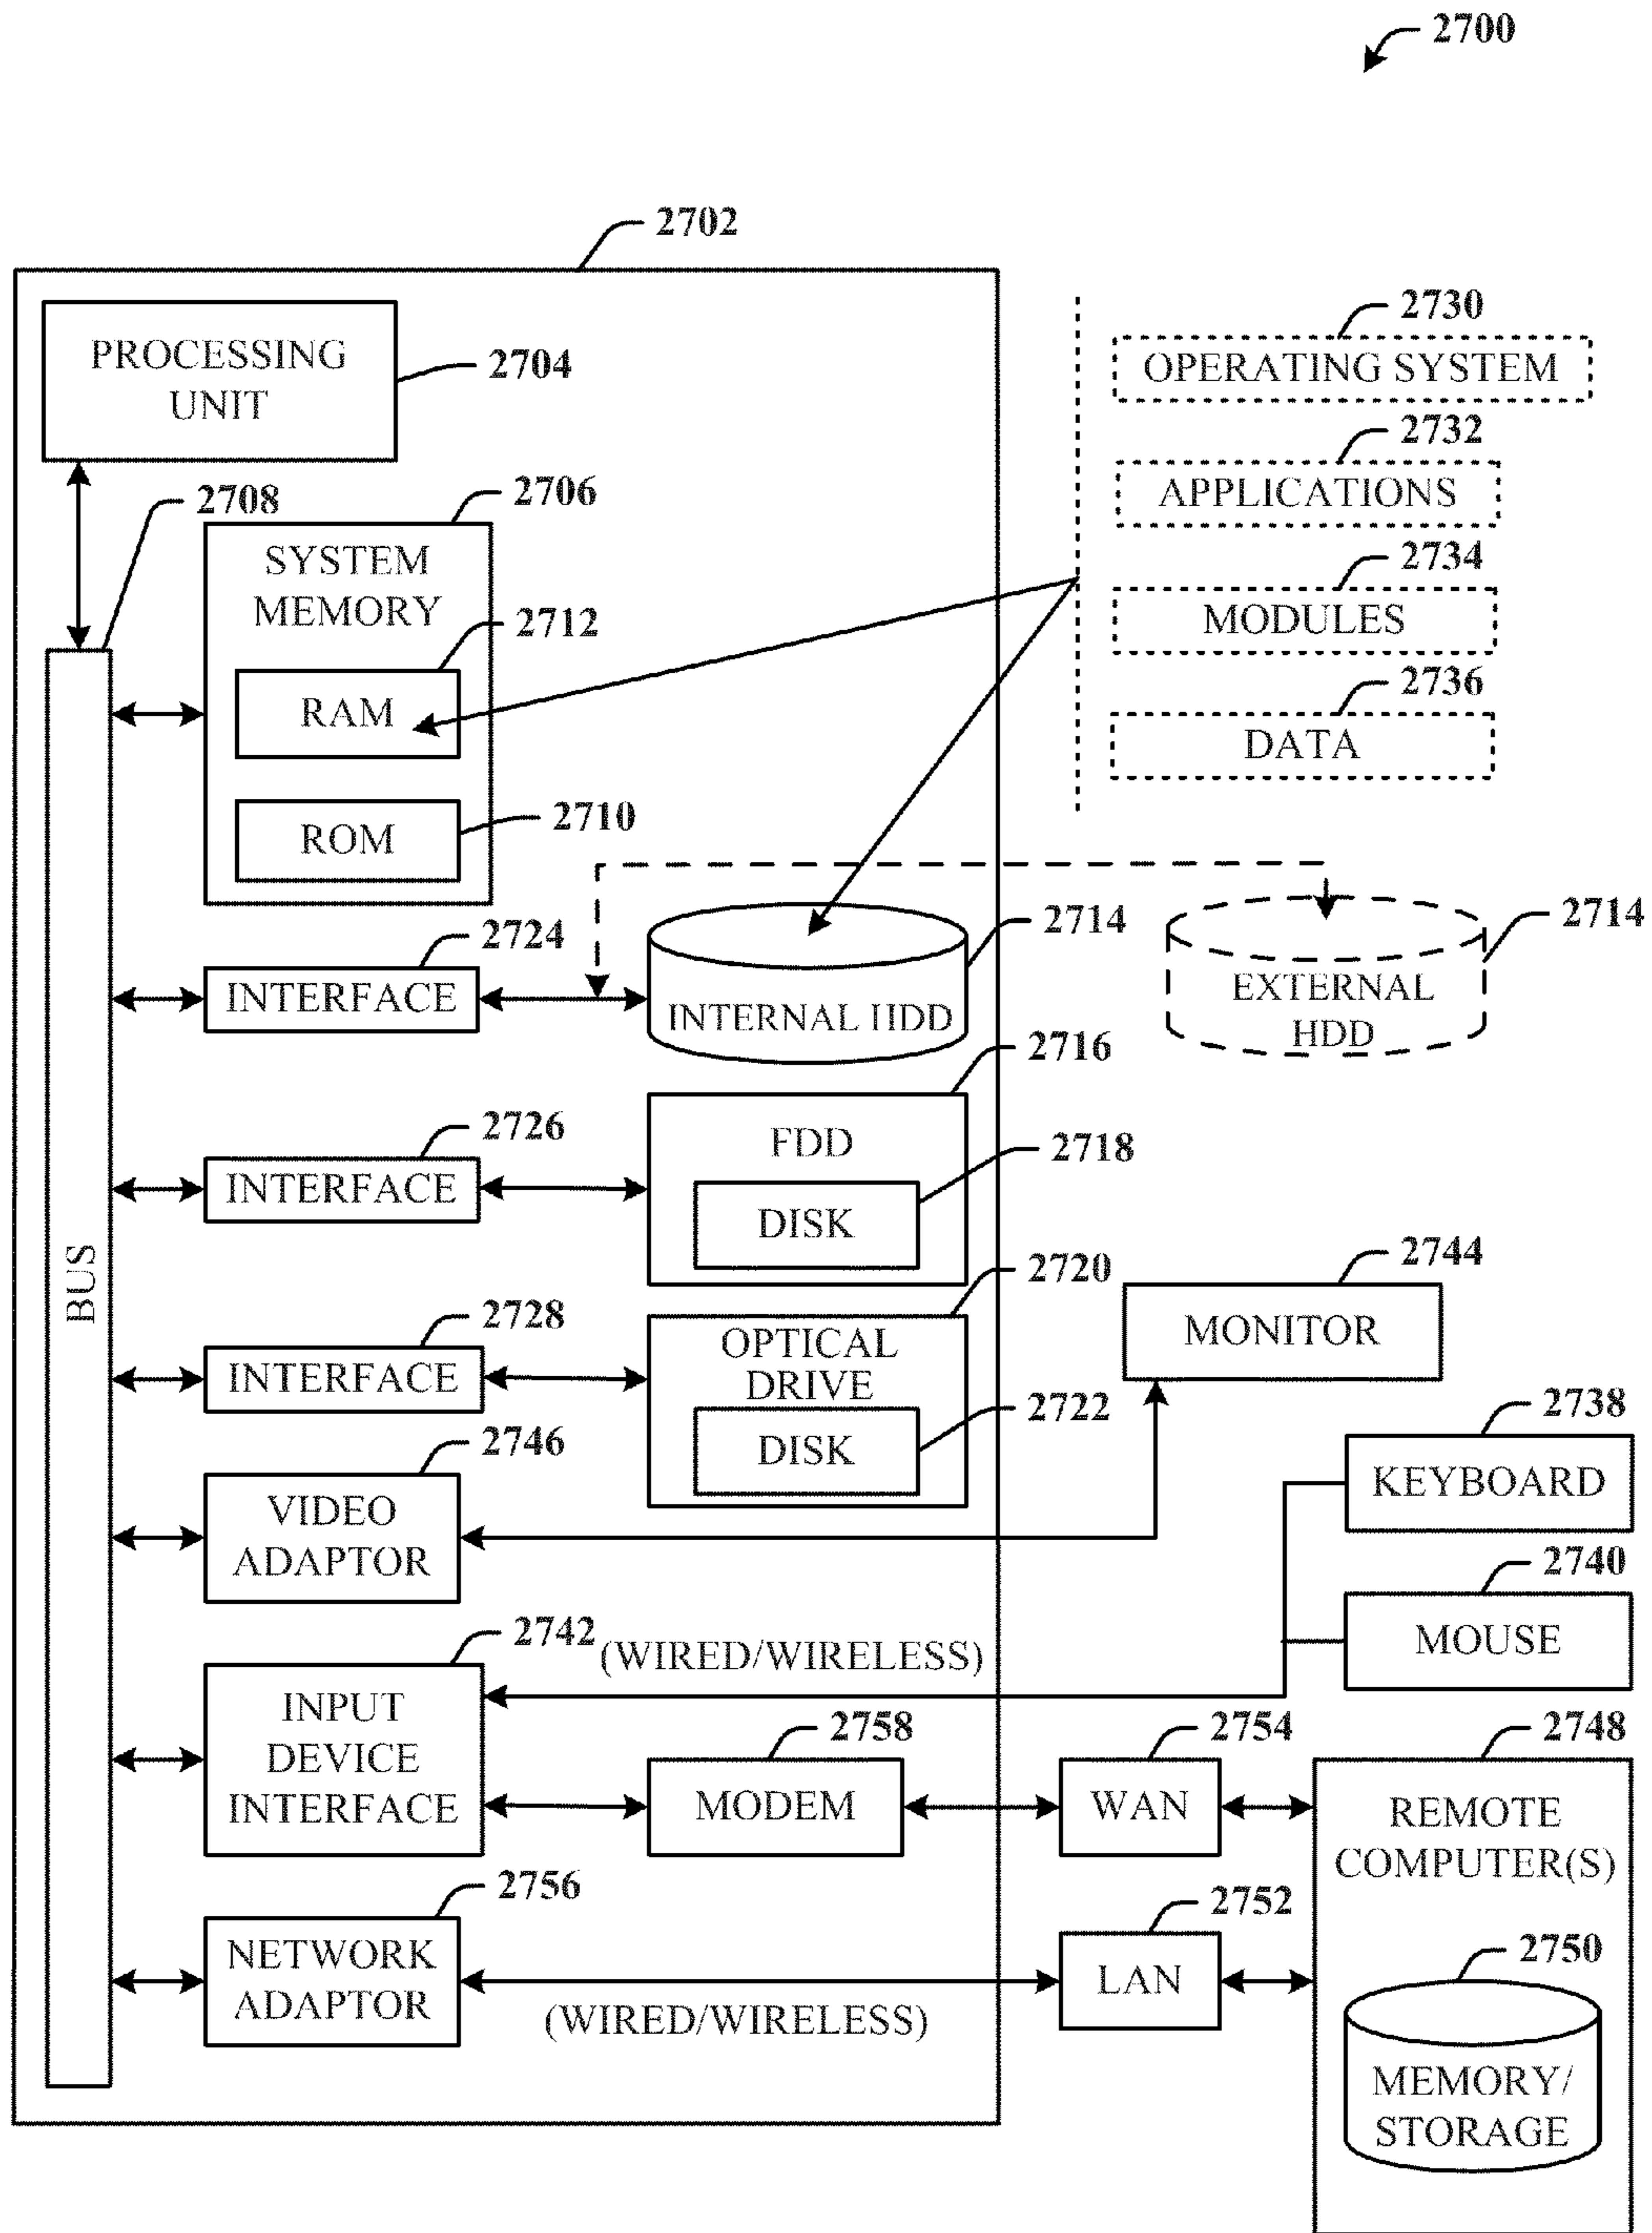 2700
2702
PROCESSING
UNIT
2704
2730
OPERATING SYSTEM
2732
APPLICATIONS
2734
MODULES
2736
DATA
2708
2706
SYSTEM
MEMORY
2712
RAM
2710
ROM
2724
INTERFACE
2714
INTERNAL HDD
2714
EXTERNAL
HDD
2726
INTERFACE
2716
FDD
2718
DISK
BUS
2728
INTERFACE
2720
OPTICAL
DRIVE
2722
DISK
2744
MONITOR
2746
VIDEO
ADAPTOR
2738
KEYBOARD
2740
MOUSE
2742
(WIRED/WIRELESS)
INPUT
DEVICE
INTERFACE
2758
MODEM
2754
WAN
2748
REMOTE
COMPUTER(S)
2756
NETWORK
ADAPTOR
(WIRED/WIRELESS)
2752
LAN
2750
MEMORY/
STORAGE